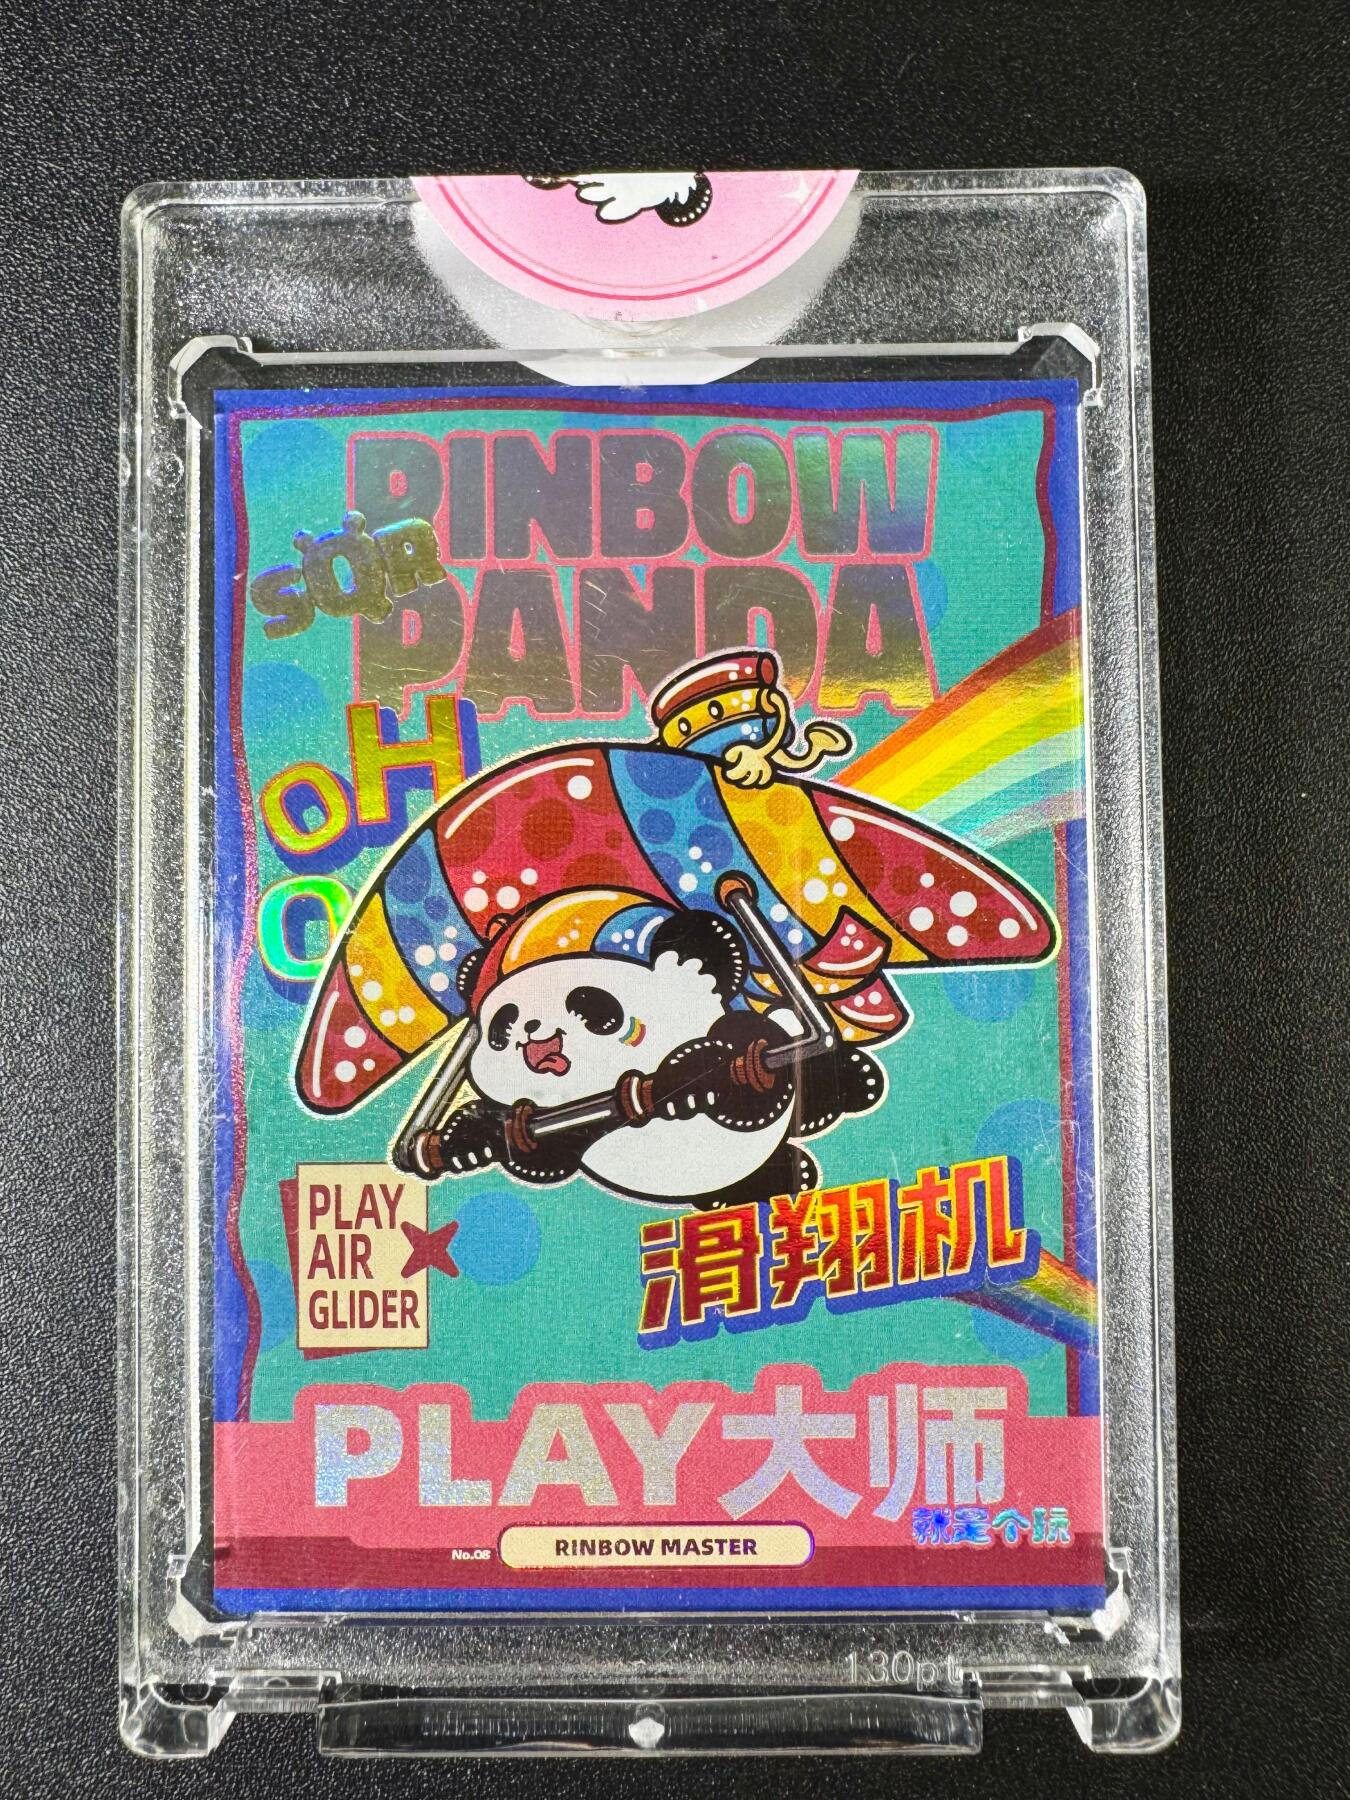 RINBOW
PANDA
SQR
OH
O
PLAY
AIR
GLIDER
滑翔机
PLAY大师
就是个玩
No.08
RINBOW MASTER
130pt